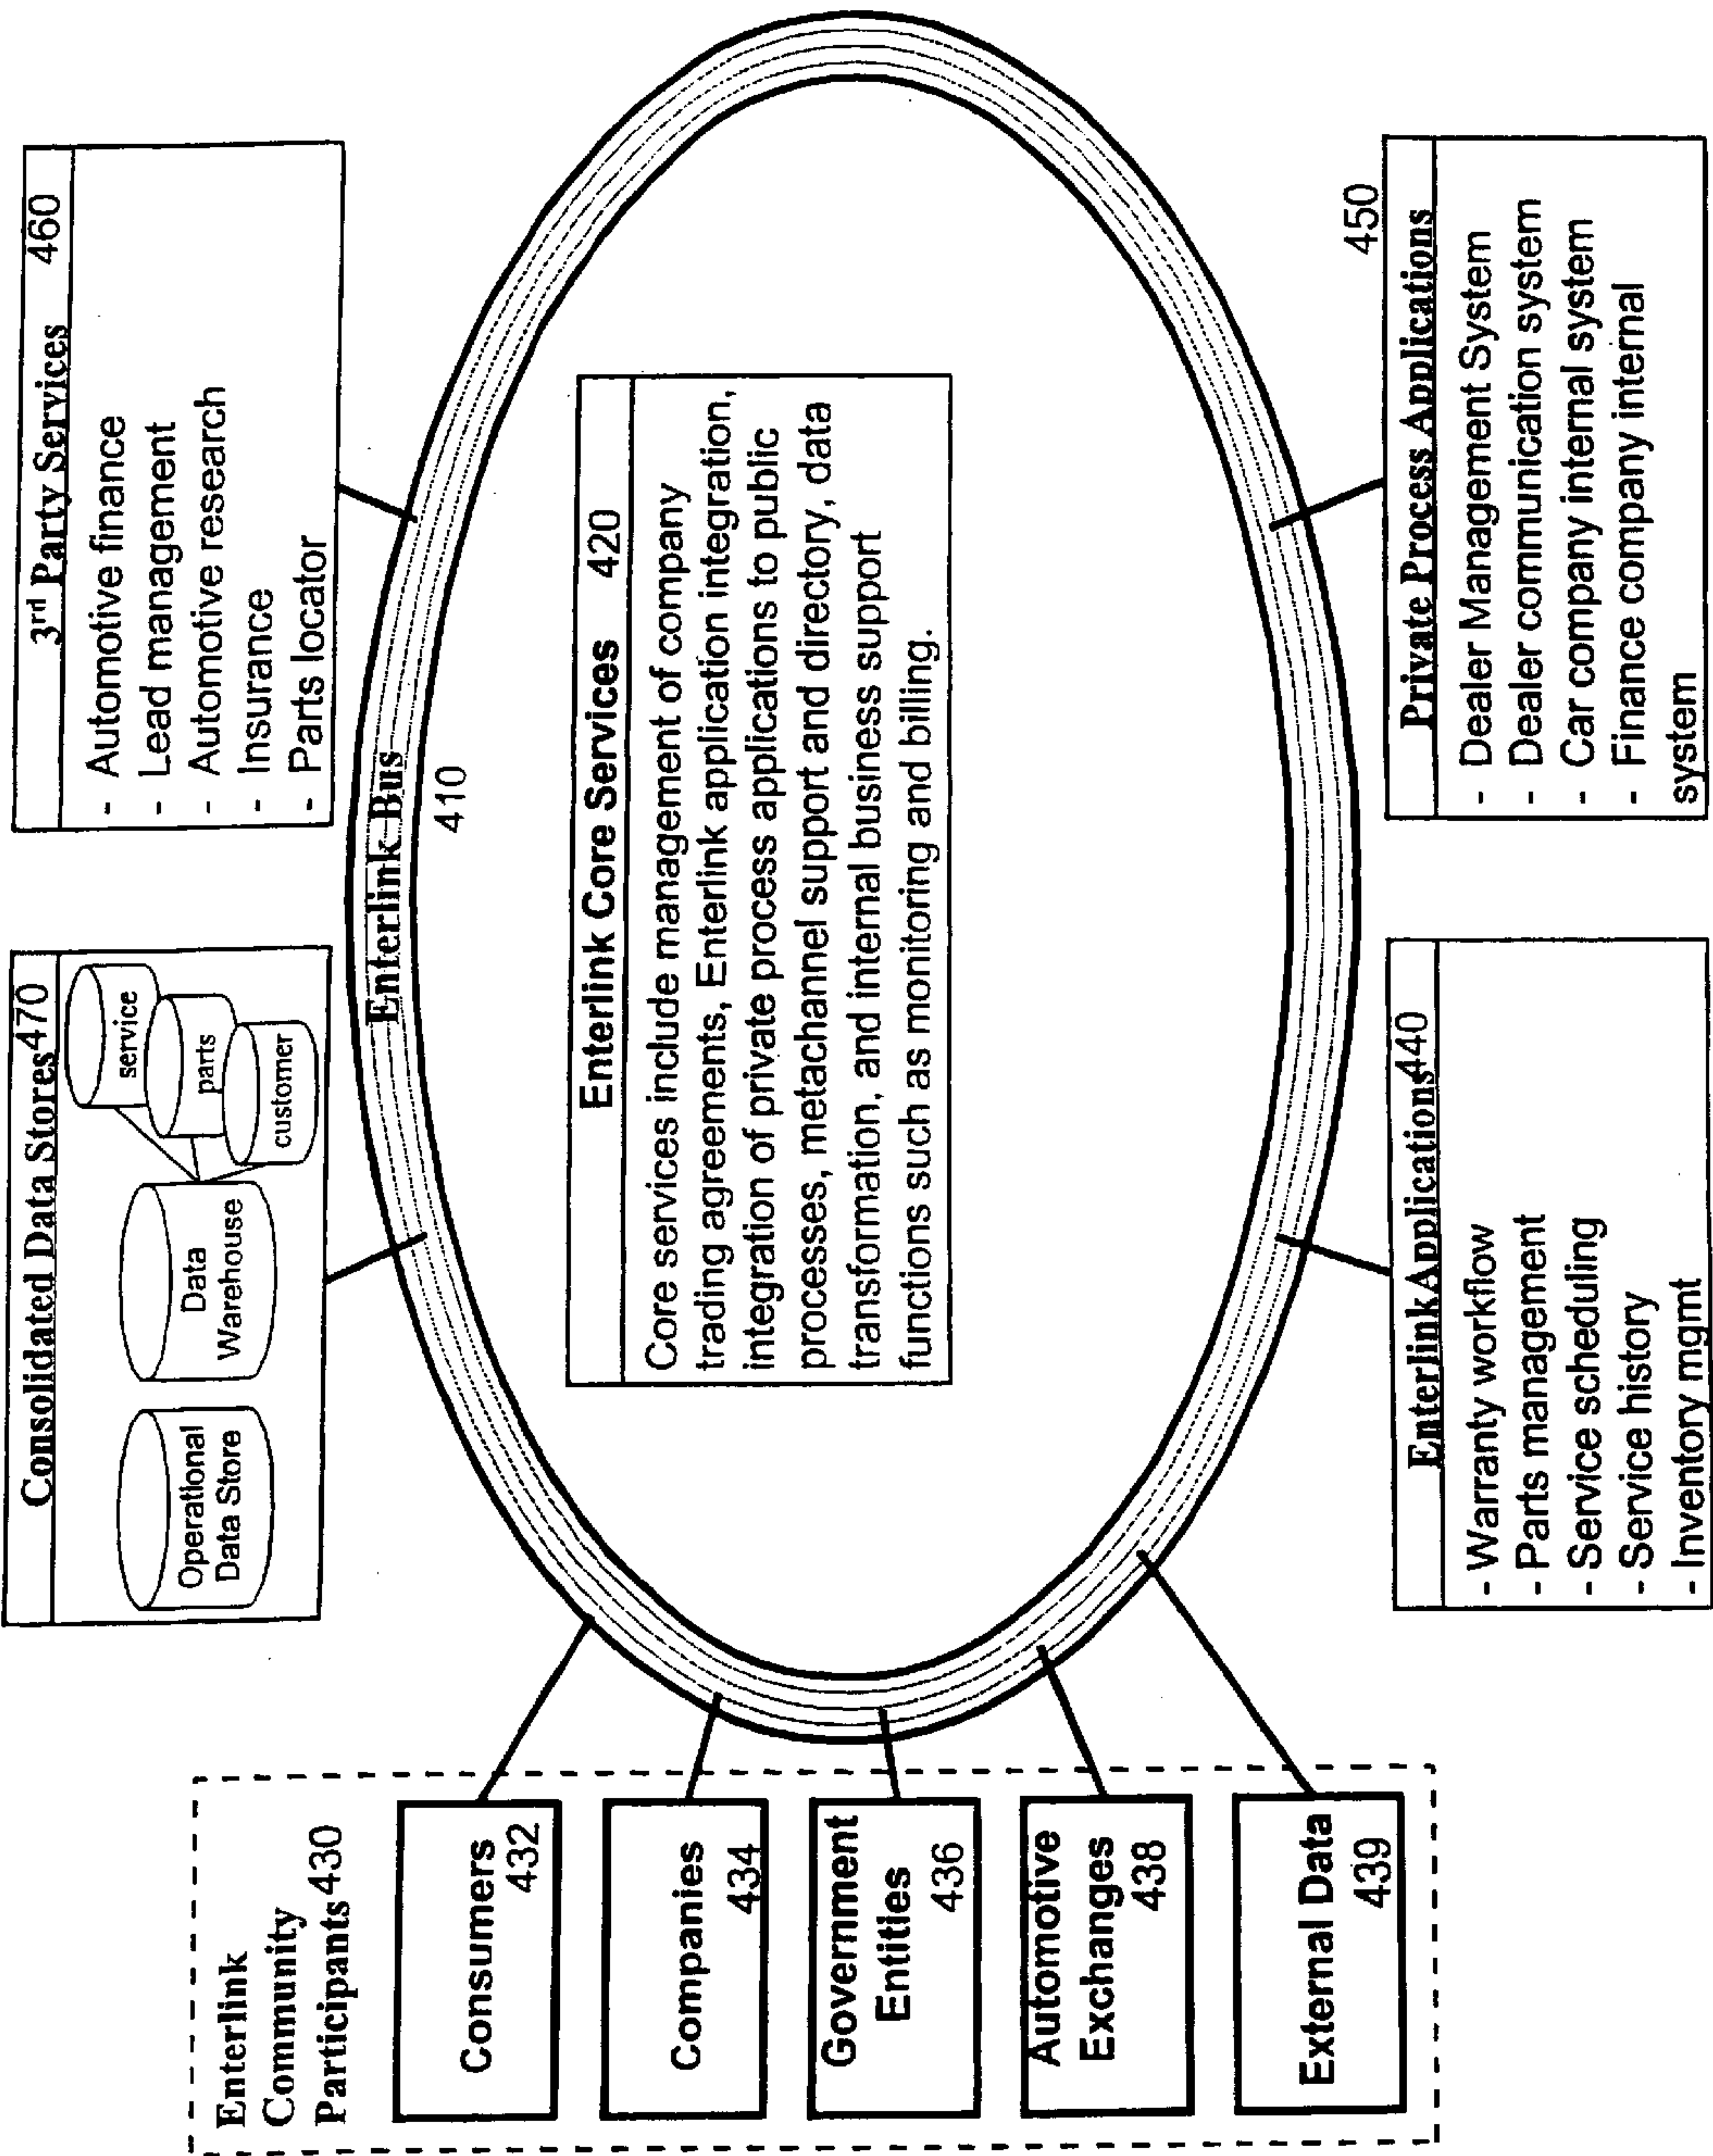 Enterlink
Community
Participants 430
Consumers
432
Companies
434
Government
Entities
436
Automotive
Exchanges
438
External Data
439
Consolidated Data Stores 470
Operational
Data Store
Data
Warehouse
service
parts
customer
3rd Party Services 460
- Automotive finance
- Lead management
- Automotive research
- Insurance
- Parts locator
Enterlink Bus
410
Enterlink Core Services 420
Core services include management of company
trading agreements, Enterlink application integration,
integration of private process applications to public
processes, metachannel support and directory, data
transformation, and internal business support
functions such as monitoring and billing.
Enterlink Applications 440
- Warranty workflow
- Parts management
- Service scheduling
- Service history
- Inventory mgmt
450
Private Process Applications
- Dealer Management System
- Dealer communication system
- Car company internal system
- Finance company internal
system